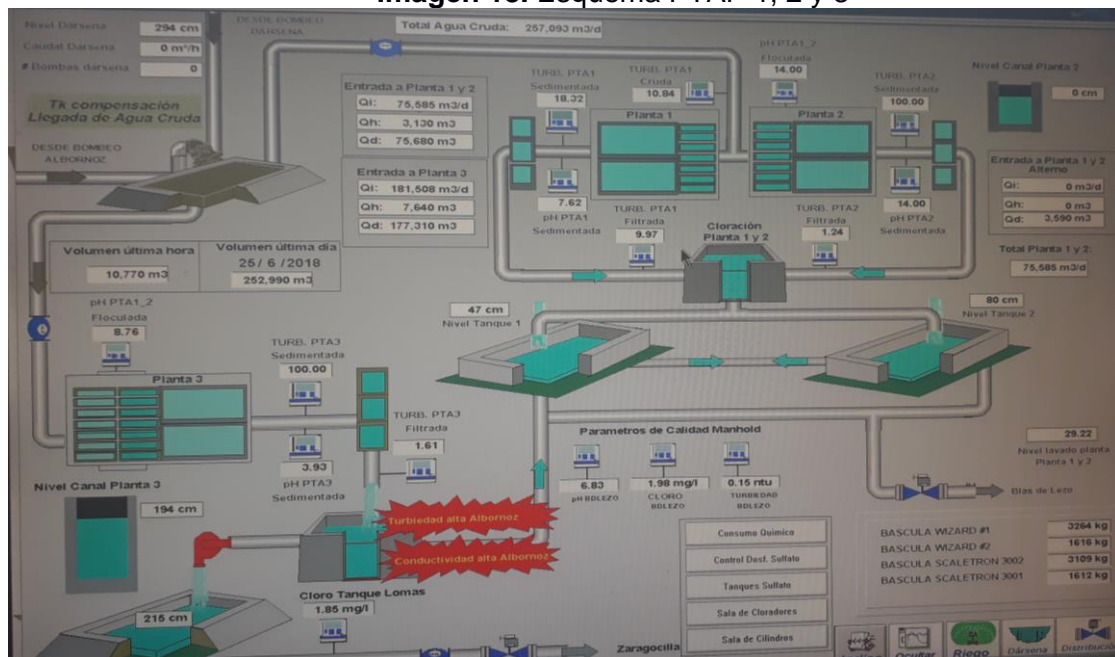 Imagen 18. Esquema PTAP 1, 2 y 3
Nivel Dársena 294 cm
Caudal Dársena 0 m³/h
# Bombas dársena 0
DESDE BOMBEO
DARSENA
Total Agua Cruda: 257,093 m3/d
Tk compensación
Llegada de Agua Cruda
DESDE BOMBEO
ALBORNOZ
Entrada a Planta 1 y 2
Qi: 75,585 m3/d
Qh: 3,130 m3
Qd: 75,680 m3
Entrada a Planta 3
Qi: 181,508 m3/d
Qh: 7,640 m3
Qd: 177,310 m3
TURB. PTA1
Sedimentada
18.32
TURB. PTA1
Cruda
10.84
pH PTA1_2
Floculada
14.00
TURB. PTA2
Sedimentada
100.00
Nivel Canal Planta 2
0 cm
Planta 1
Planta 2
7.62
pH PTA1
Sedimentada
TURB. PTA1
Filtrada
9.97
Cloración
Planta 1 y 2
TURB. PTA2
Filtrada
1.24
14.00
pH PTA2
Sedimentada
Entrada a Planta 1 y 2
Alterno
Qi: 0 m3/d
Qh: 0 m3
Qd: 3,590 m3
Total Planta 1 y 2:
75,585 m3/d
Volumen última hora
10,770 m3
Volumen última día
25/ 6 /2018
252,990 m3
47 cm
Nivel Tanque 1
80 cm
Nivel Tanque 2
pH PTA1_2
Floculada
8.76
Planta 3
TURB. PTA3
Sedimentada
100.00
3.93
pH PTA3
Sedimentada
TURB. PTA3
Filtrada
1.61
Parametros de Calidad Manhold
6.83
pH BDLEZO
1.98 mg/l
CLORO
BDLEZO
0.15 ntu
TURBIEDAD
BDLEZO
29.22
Nivel lavado planta
Planta 1 y 2
Blas de Lezo
Nivel Canal Planta 3
194 cm
Turbiedad alta Albornoz
Conductividad alta Albornoz
Cloro Tanque Lomas
1.85 mg/l
215 cm
Consumo Quimico
Control Dosf. Sulfato
Tanques Sulfato
Sala de Cloradores
Sala de Cilindros
BASCULA WIZARD #1 3264 kg
BASCULA WIZARD #2 1616 kg
BASCULA SCALETRON 3002 3109 kg
BASCULA SCALETRON 3001 1612 kg
Zaragocilla
Ocultar
Riego
Dársena